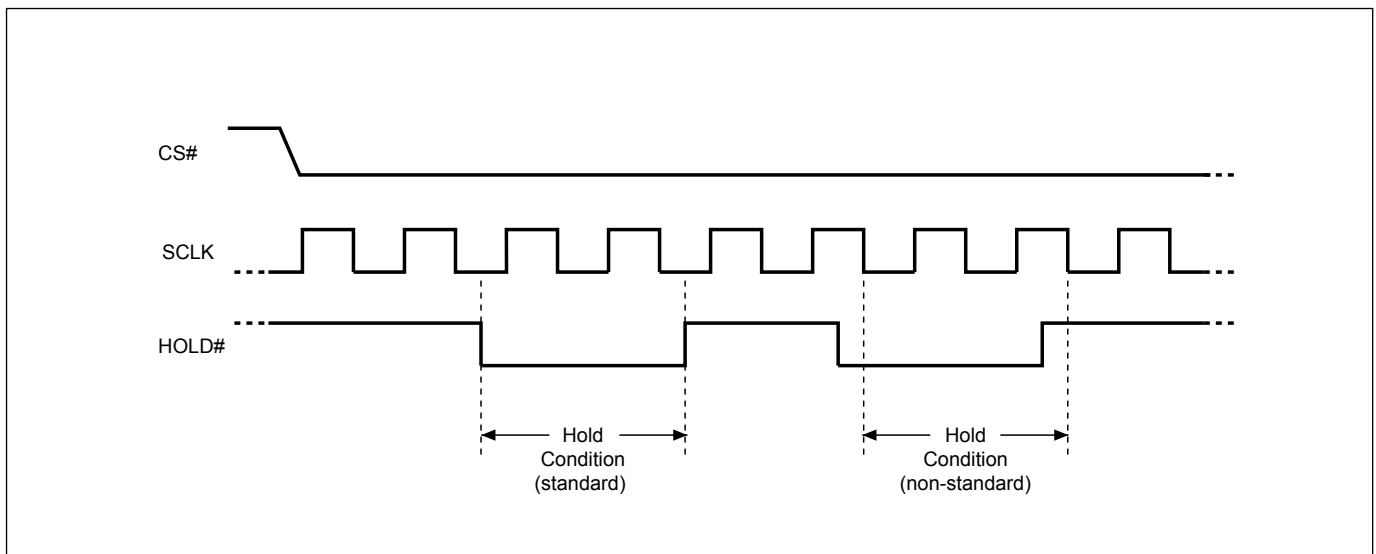 CS#
SCLK
HOLD#
Hold
Condition
(standard)
Hold
Condition
(non-standard)